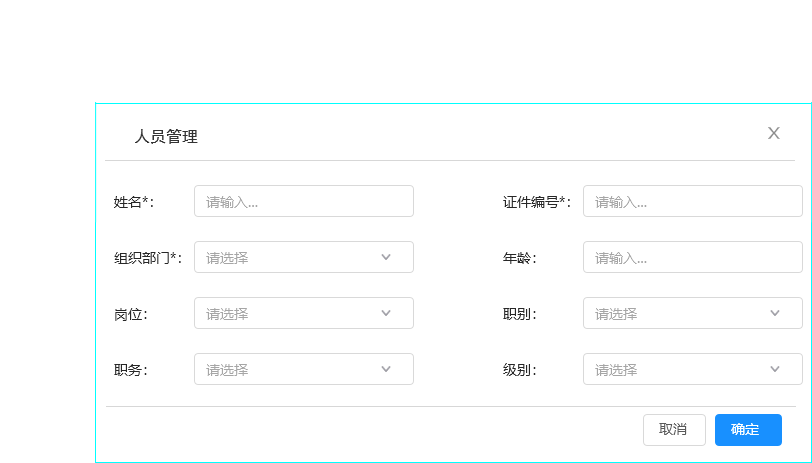 人员管理 X
姓名*： 请输入... 证件编号*： 请输入...
组织部门*： 请选择 年龄： 请输入...
岗位： 请选择 职别： 请选择
职务： 请选择 级别： 请选择
取消 确定